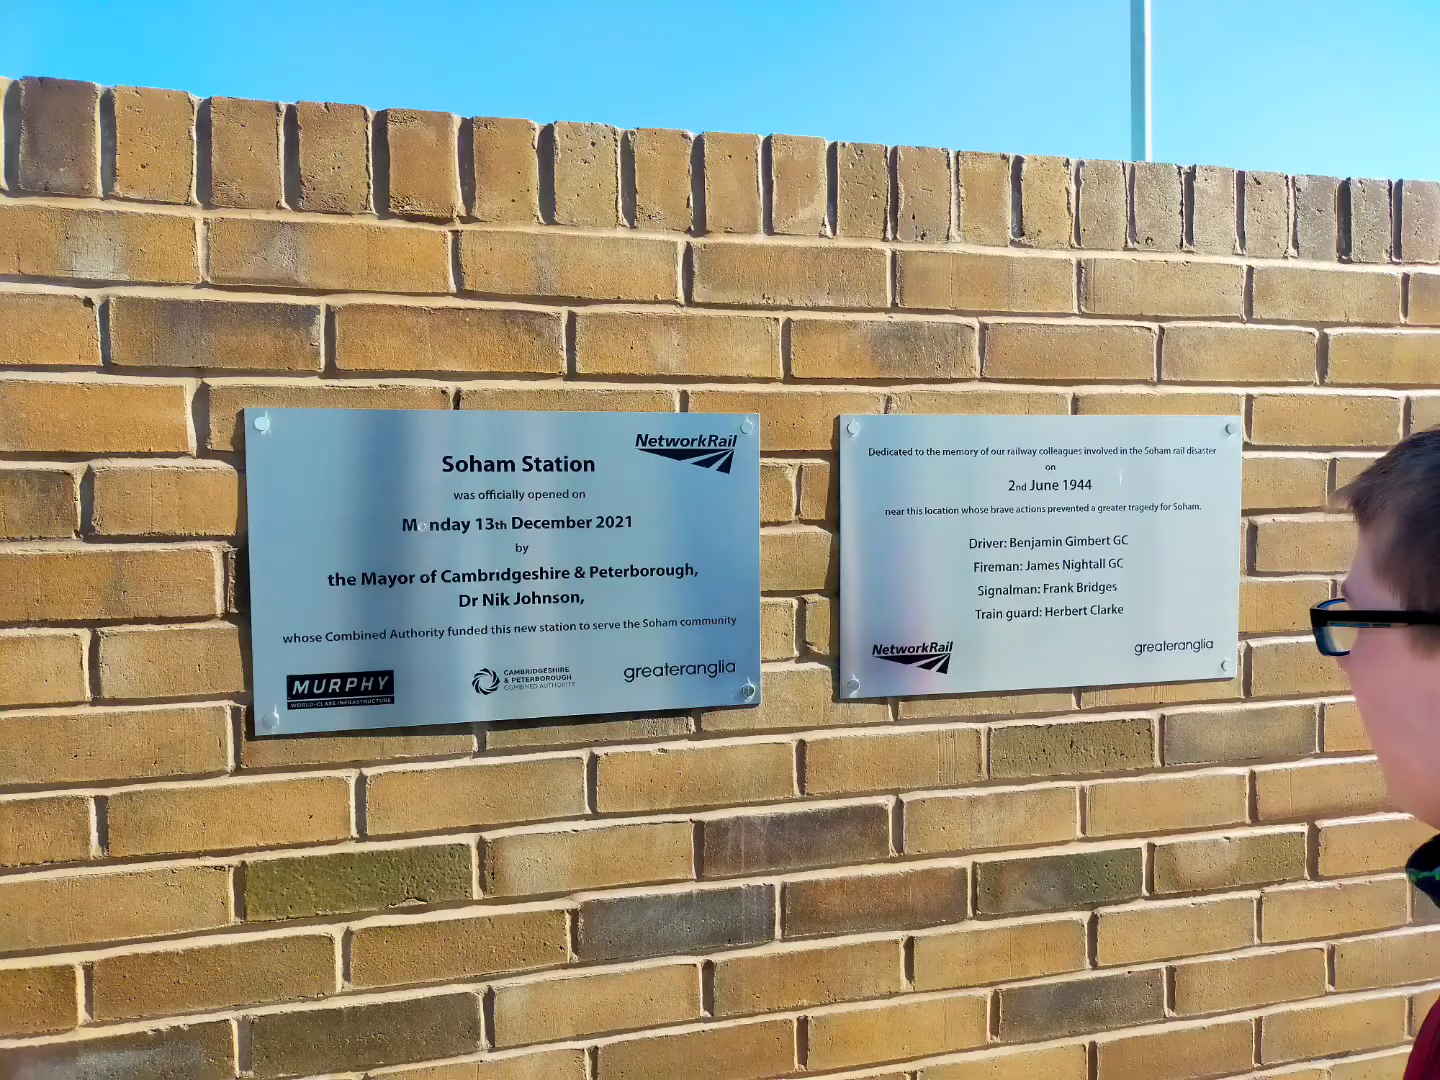 NetworkRail
Soham Station
was officially opened on
Monday 13th December 2021
by
the Mayor of Cambridgeshire & Peterborough,
Dr Nik Johnson,
whose Combined Authority funded this new station to serve the Soham community
MURPHY
WORLD-CLASS INFRASTRUCTURE
CAMBRIDGESHIRE
& PETERBOROUGH
COMBINED AUTHORITY
greateranglia
Dedicated to the memory of our railway colleagues involved in the Soham rail disaster
on
2nd June 1944
near this location whose brave actions prevented a greater tragedy for Soham.
Driver: Benjamin Gimbert GC
Fireman: James Nightall GC
Signalman: Frank Bridges
Train guard: Herbert Clarke
NetworkRail
greateranglia